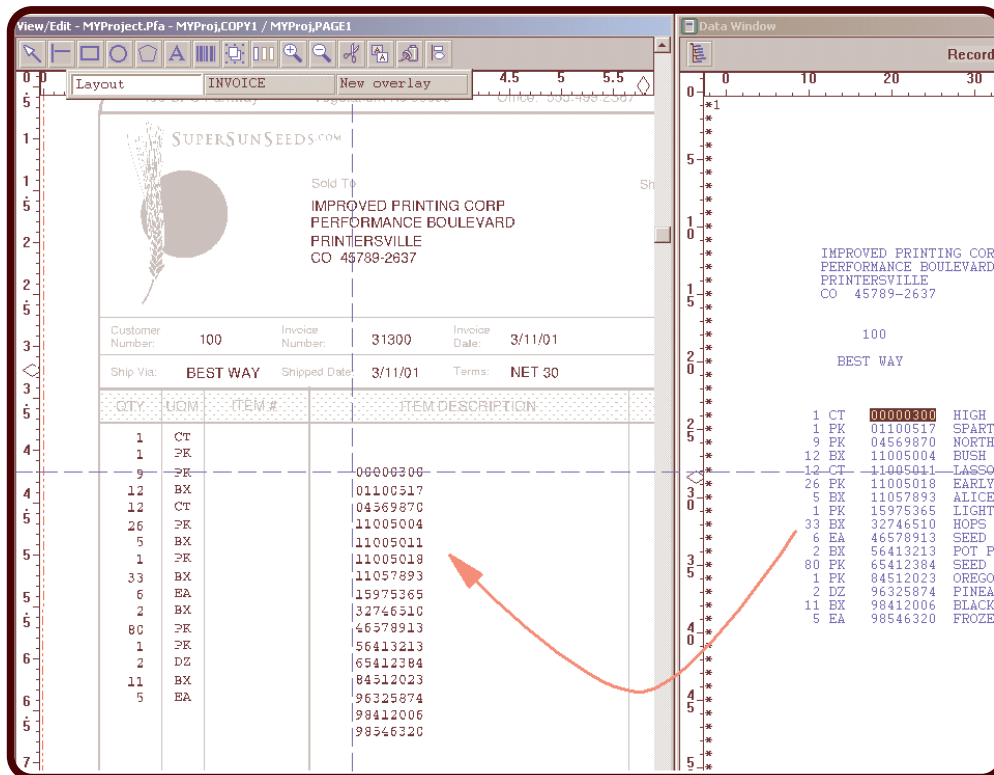 View/Edit - MYProject.Pfa - MYProj,COPY1 / MYProj,PAGE1
Layout INVOICE New overlay
4.5 5 5.5
SUPERSUNSEEDS.COM
Sold To
Sh
IMPROVED PRINTING CORP
PERFORMANCE BOULEVARD
PRINTERSVILLE
CO 45789-2637
Customer Number: 100 Invoice Number: 31300 Invoice Date: 3/11/01
Ship Via: BEST WAY Shipped Date: 3/11/01 Terms: NET 30
QTY UOM ITEM # ITEM DESCRIPTION
1 CT
1 PK
9 PK 00000300
12 BX 01100517
12 CT 04569870
26 PK 11005004
5 BX 11005011
1 PK 11005018
33 BX 11057893
6 EA 15975365
2 BX 32746510
80 PK 46578913
1 PK 56413213
2 DZ 65412384
11 BX 84512023
5 EA 96325874
98412006
98546320
Data Window
Record
0 10 20 30
*1
IMPROVED PRINTING COR
PERFORMANCE BOULEVARD
PRINTERSVILLE
CO 45789-2637
100
BEST WAY
1 CT 00000300 HIGH
1 PK 01100517 SPART
9 PK 04569870 NORTH
12 BX 11005004 BUSH
12 CT 11005011 LASSO
26 PK 11005018 EARLY
5 BX 11057893 ALICE
1 PK 15975365 LIGHT
33 BX 32746510 HOPS
6 EA 46578913 SEED
2 BX 56413213 POT P
80 PK 65412384 SEED
1 PK 84512023 OREGO
2 DZ 96325874 PINEA
11 BX 98412006 BLACK
5 EA 98546320 FROZE